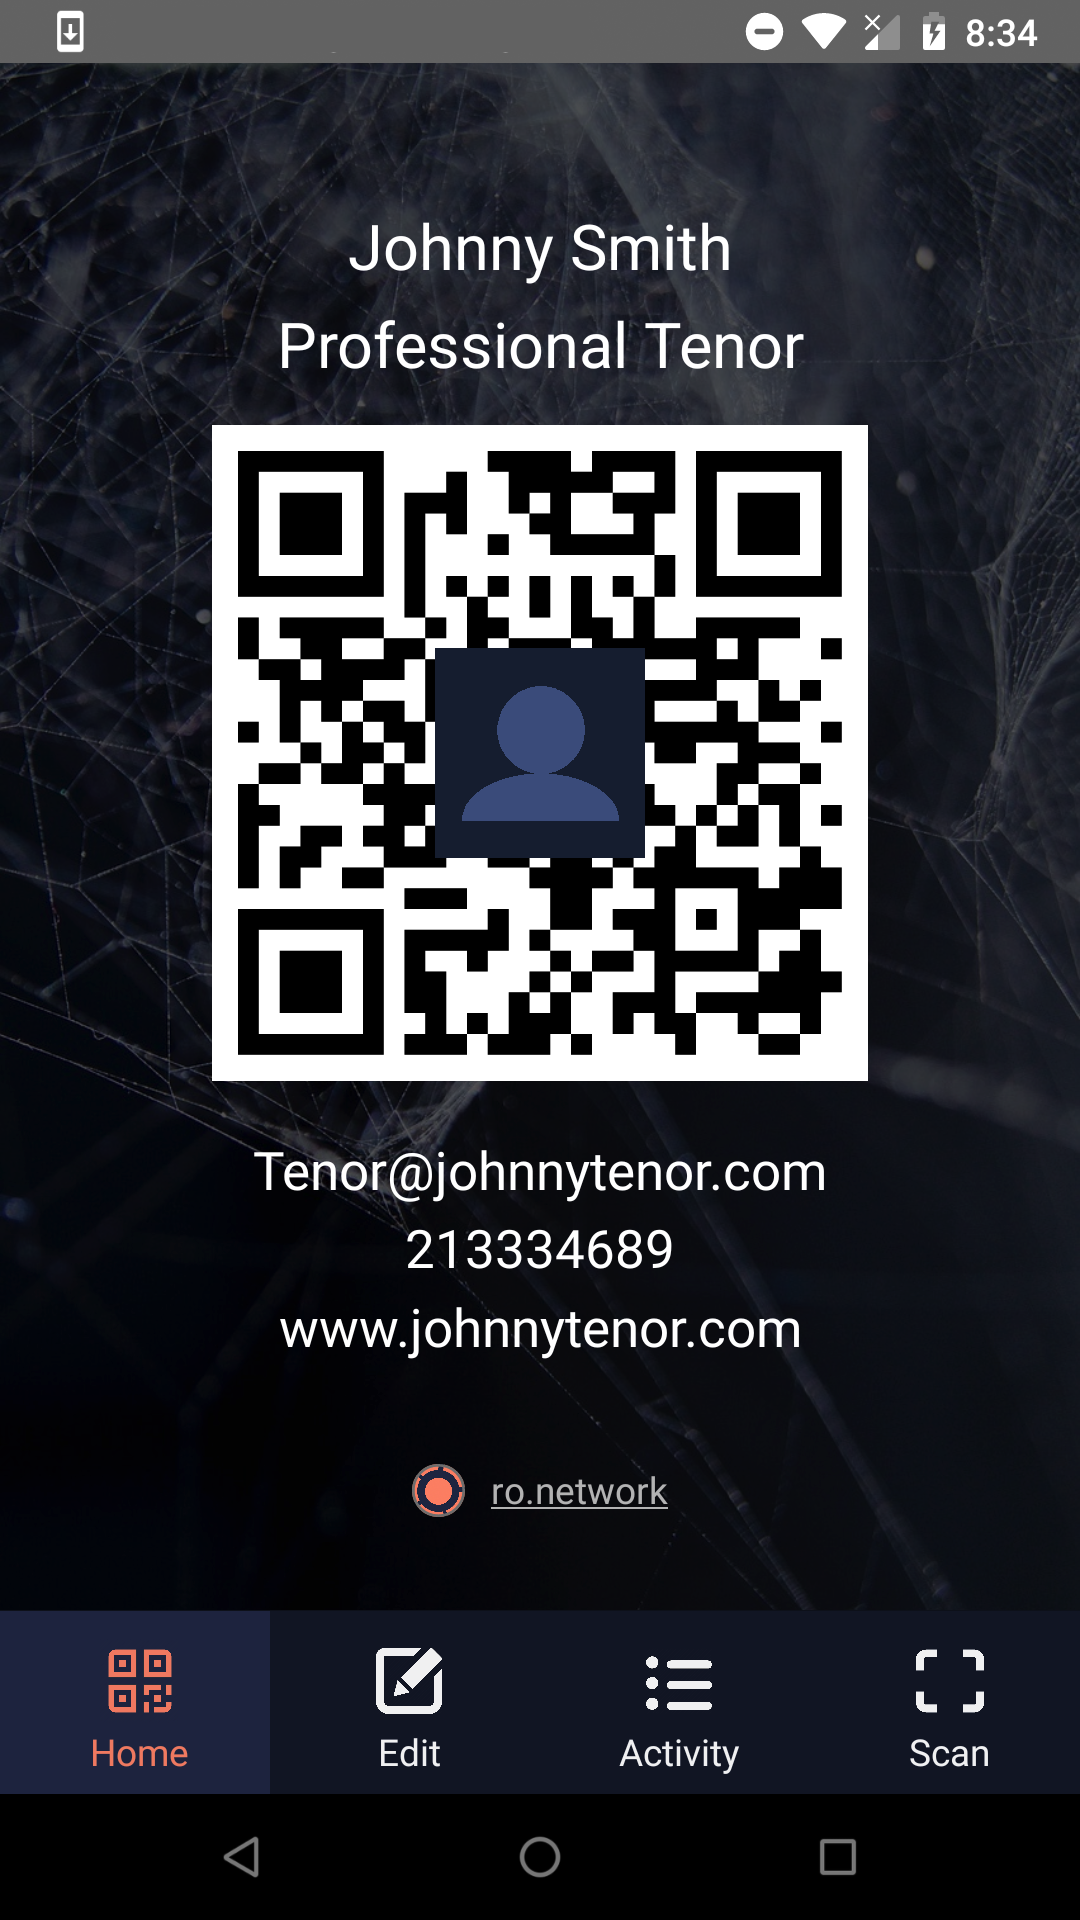 8:34
Johnny Smith
Professional Tenor
Tenor@johnnytenor.com
213334689
www.johnnytenor.com
ro.network
Home
Edit
Activity
Scan